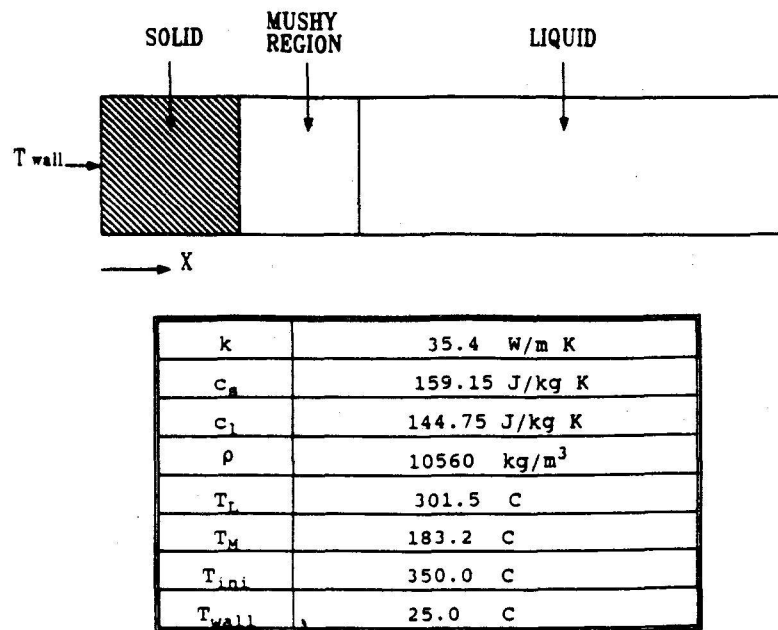 SOLID
MUSHY
REGION
LIQUID
T wall
X
k 35.4 W/m K
c_s 159.15 J/kg K
c_l 144.75 J/kg K
ρ 10560 kg/m³
T_L 301.5 C
T_M 183.2 C
T_ini 350.0 C
T_wall 25.0 C